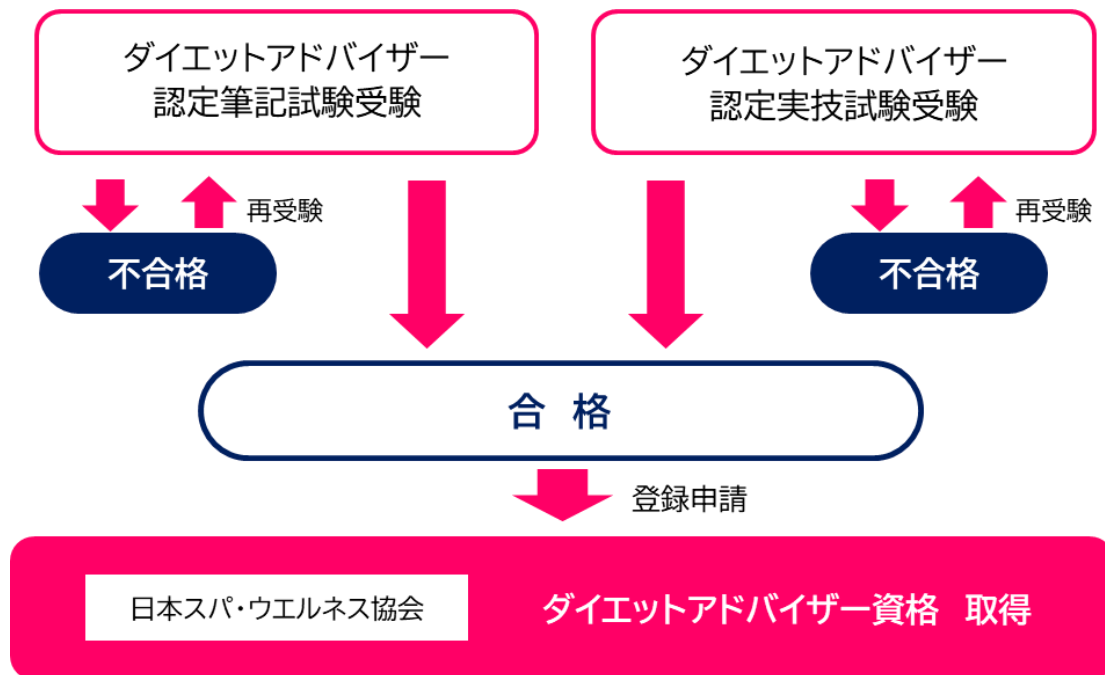 ダイエットアドバイザー
認定筆記試験受験
ダイエットアドバイザー
認定実技試験受験
再受験
不合格
再受験
不合格
合 格
登録申請
日本スパ・ウエルネス協会
ダイエットアドバイザー資格 取得